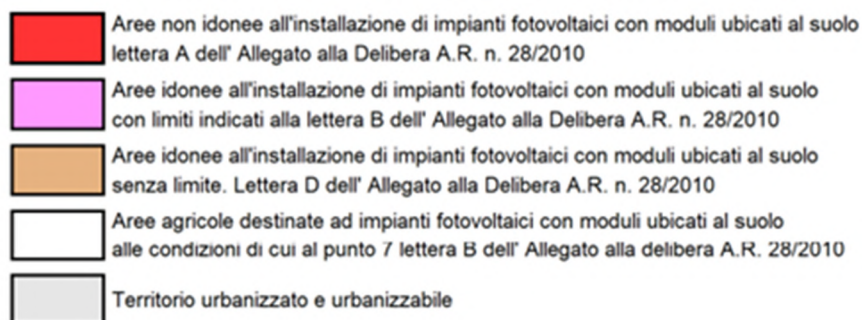 Aree non idonee all'installazione di impianti fotovoltaici con moduli ubicati al suolo
lettera A dell' Allegato alla Delibera A.R. n. 28/2010
Aree idonee all'installazione di impianti fotovoltaici con moduli ubicati al suolo
con limiti indicati alla lettera B dell' Allegato alla Delibera A.R. n. 28/2010
Aree idonee all'installazione di impianti fotovoltaici con moduli ubicati al suolo
senza limite. Lettera D dell' Allegato alla Delibera A.R. n. 28/2010
Aree agricole destinate ad impianti fotovoltaici con moduli ubicati al suolo
alle condizioni di cui al punto 7 lettera B dell' Allegato alla delibera A.R. 28/2010
Territorio urbanizzato e urbanizzabile